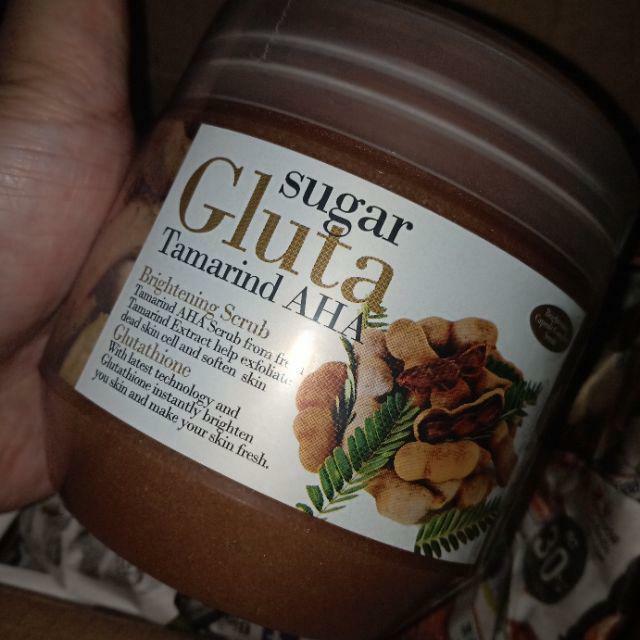 sugar
Gluta
Tamarind AHA
Brightening Scrub
Tamarind AHA Scrub from fresh
Tamarind Extract help exfoliate
dead skin cell and soften skin
Glutathione
With latest technology and
Glutathione instantly brighten
you skin and make your skin fresh.
30